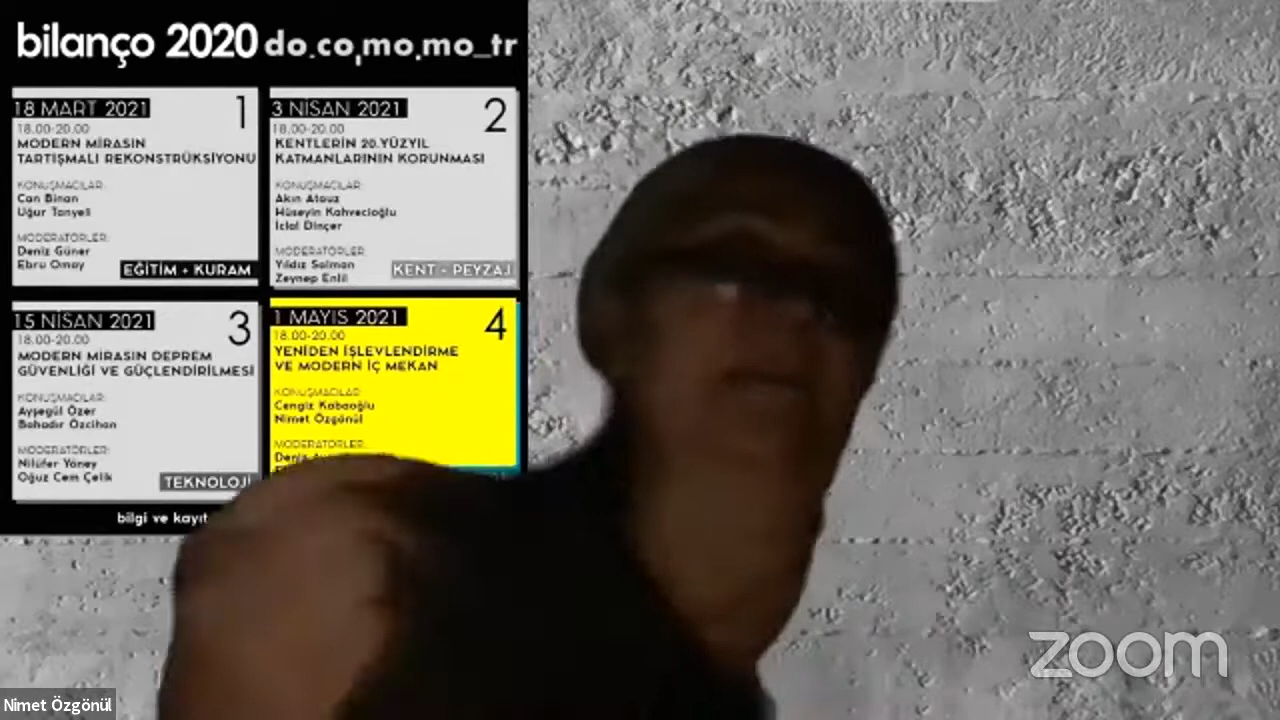 bilanço 2020 do.co,mo.mo_tr
18 MART 2021 1
18.00-20.00
MODERN MİRASIN
TARTIŞMALI REKONSTRÜKSİYONU
KONUŞMACILAR:
Can Binan
Uğur Tanyeli
MODERATÖRLER:
Deniz Güner
Ebru Omay
EĞİTİM + KURAM
3 NİSAN 2021 2
18.00-20.00
KENTLERİN 20.YÜZYIL
KATMANLARININ KORUNMASI
KONUŞMACILAR:
Akın Atauz
Hüseyin Kahvecioğlu
İclal Dinçer
MODERATÖRLER:
Yıldız Salman
Zeynep Enlil
KENT - PEYZAJ
15 NİSAN 2021 3
18.00-20.00
MODERN MİRASIN DEPREM
GÜVENLİĞİ VE GÜÇLENDİRİLMESİ
KONUŞMACILAR:
Ayşegül Özer
Bahadır Özcihan
MODERATÖRLER:
Nilüfer Yöney
Oğuz Cem Çelik
TEKNOLOJİ
1 MAYIS 2021 4
18.00-20.00
YENİDEN İŞLEVLENDİRME
VE MODERN İÇ MEKAN
KONUŞMACILAR:
Cengiz Kabaoğlu
Nimet Özgönül
MODERATÖRLER:
Deniz
bilgi ve kayıt
zoom
Nimet Özgönül